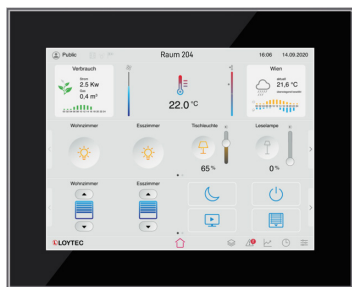 Public
Raum 204
16:06 14.09.2020
Verbrauch
Strom
2.5 Kw
Gas
0,4 m³
22.0 °C
Wien
aktuell
21,6 °C
Wohnzimmer
Esszimmer
Tischleuchte
Leselampe
65 %
0 %
Wohnzimmer
Esszimmer
LOYTEC